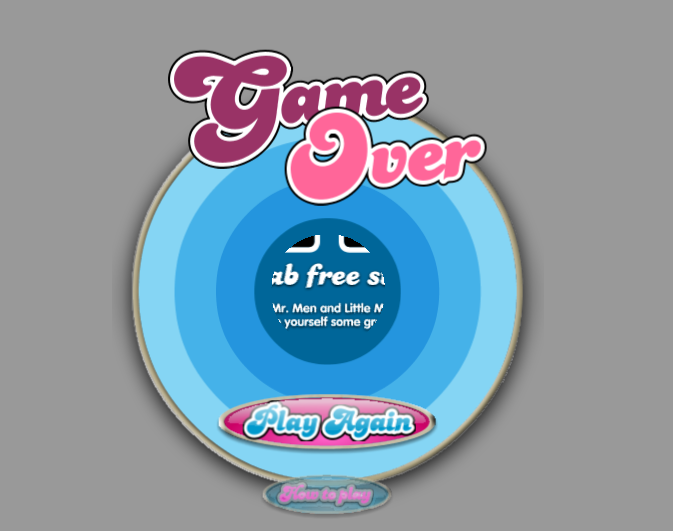 Game
Over
ab free s
Mr. Men and Little M
yourself some gr
Play Again
How to play